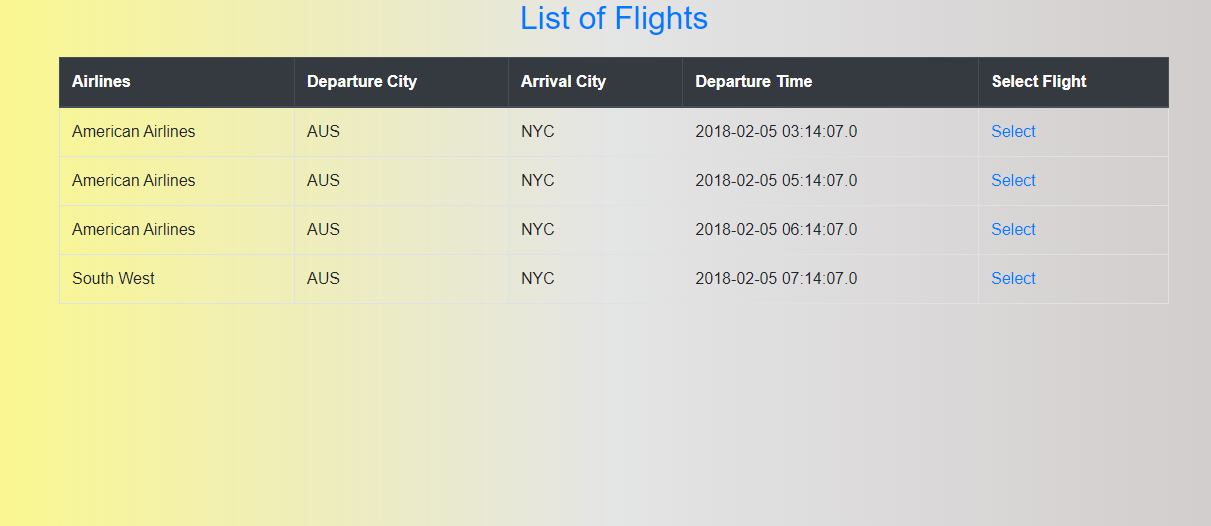 List of Flights
Airlines Departure City Arrival City Departure Time Select Flight
American Airlines AUS NYC 2018-02-05 03:14:07.0 Select
American Airlines AUS NYC 2018-02-05 05:14:07.0 Select
American Airlines AUS NYC 2018-02-05 06:14:07.0 Select
South West AUS NYC 2018-02-05 07:14:07.0 Select